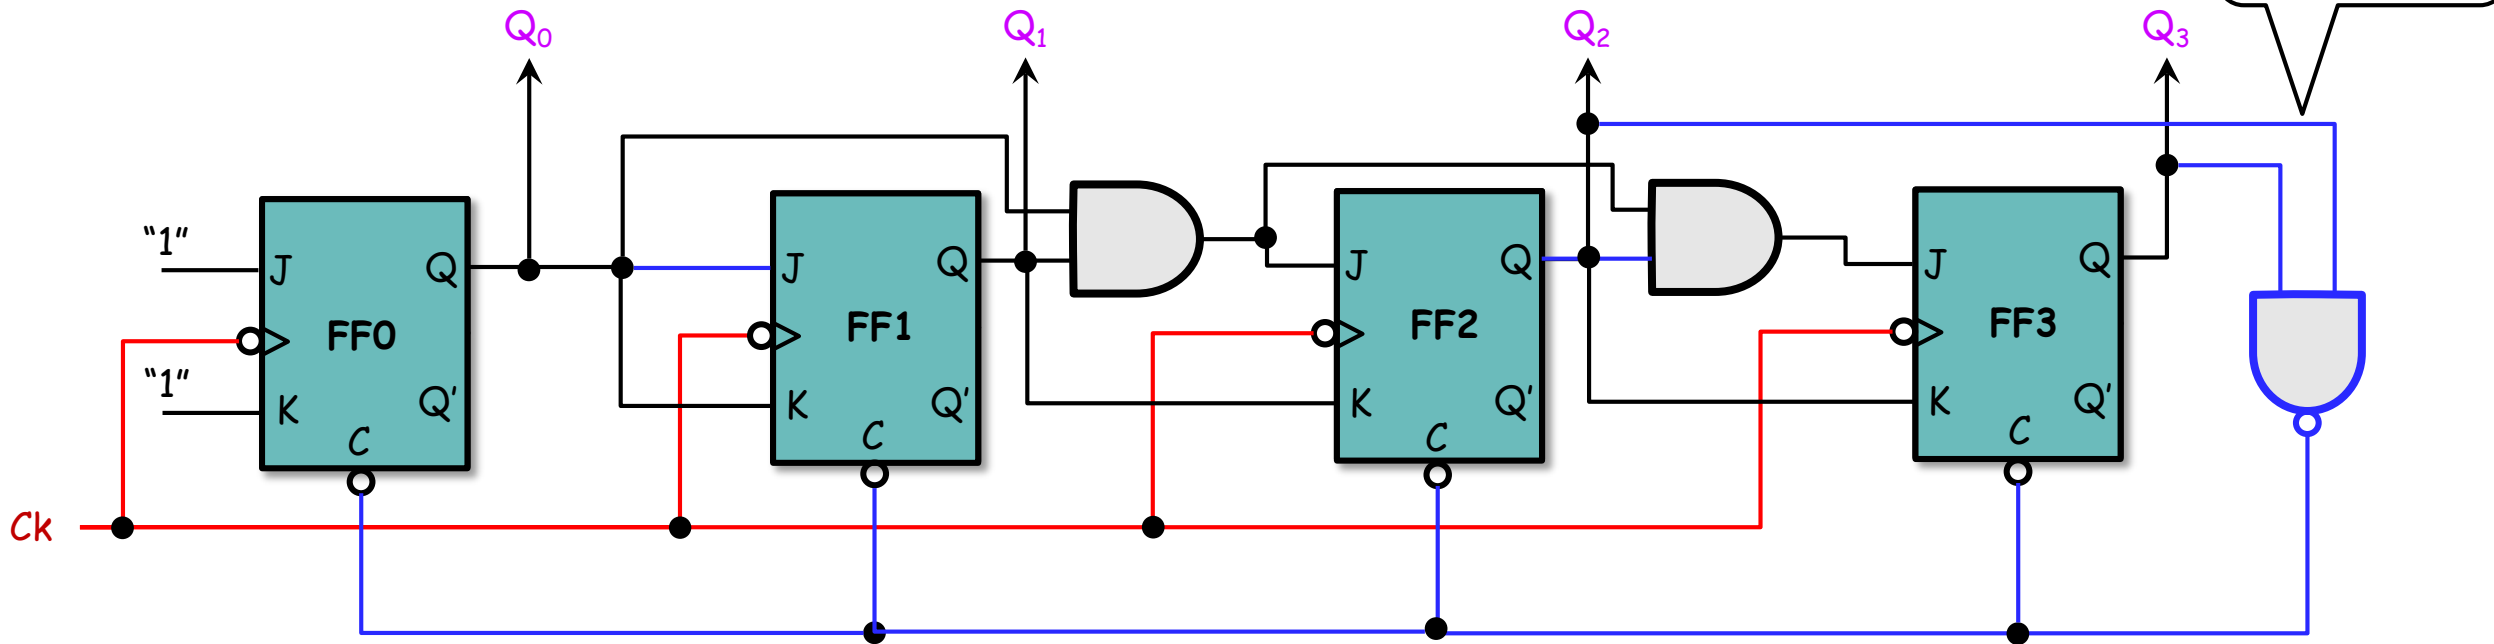 Q0 Q1 Q2 Q3
"1"
J Q J Q J Q J Q
FF0 FF1 FF2 FF3
"1"
K Q' K Q' K Q' K Q'
C C C C
Ck